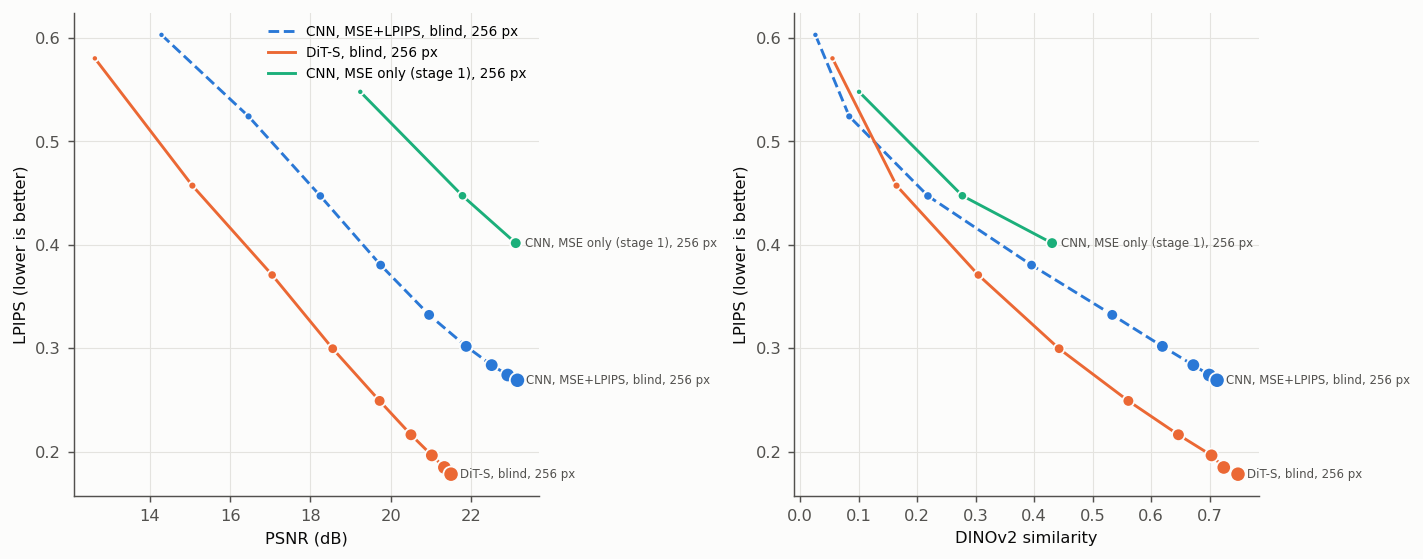 CNN, MSE+LPIPS, blind, 256 px
DiT-S, blind, 256 px
CNN, MSE only (stage 1), 256 px
0.6
0.5
0.4
0.3
0.2
LPIPS (lower is better)
CNN, MSE only (stage 1), 256 px
CNN, MSE+LPIPS, blind, 256 px
DiT-S, blind, 256 px
14 16 18 20 22
PSNR (dB)
0.6
0.5
0.4
0.3
0.2
LPIPS (lower is better)
CNN, MSE only (stage 1), 256 px
CNN, MSE+LPIPS, blind, 256 px
DiT-S, blind, 256 px
0.0 0.1 0.2 0.3 0.4 0.5 0.6 0.7
DINOv2 similarity